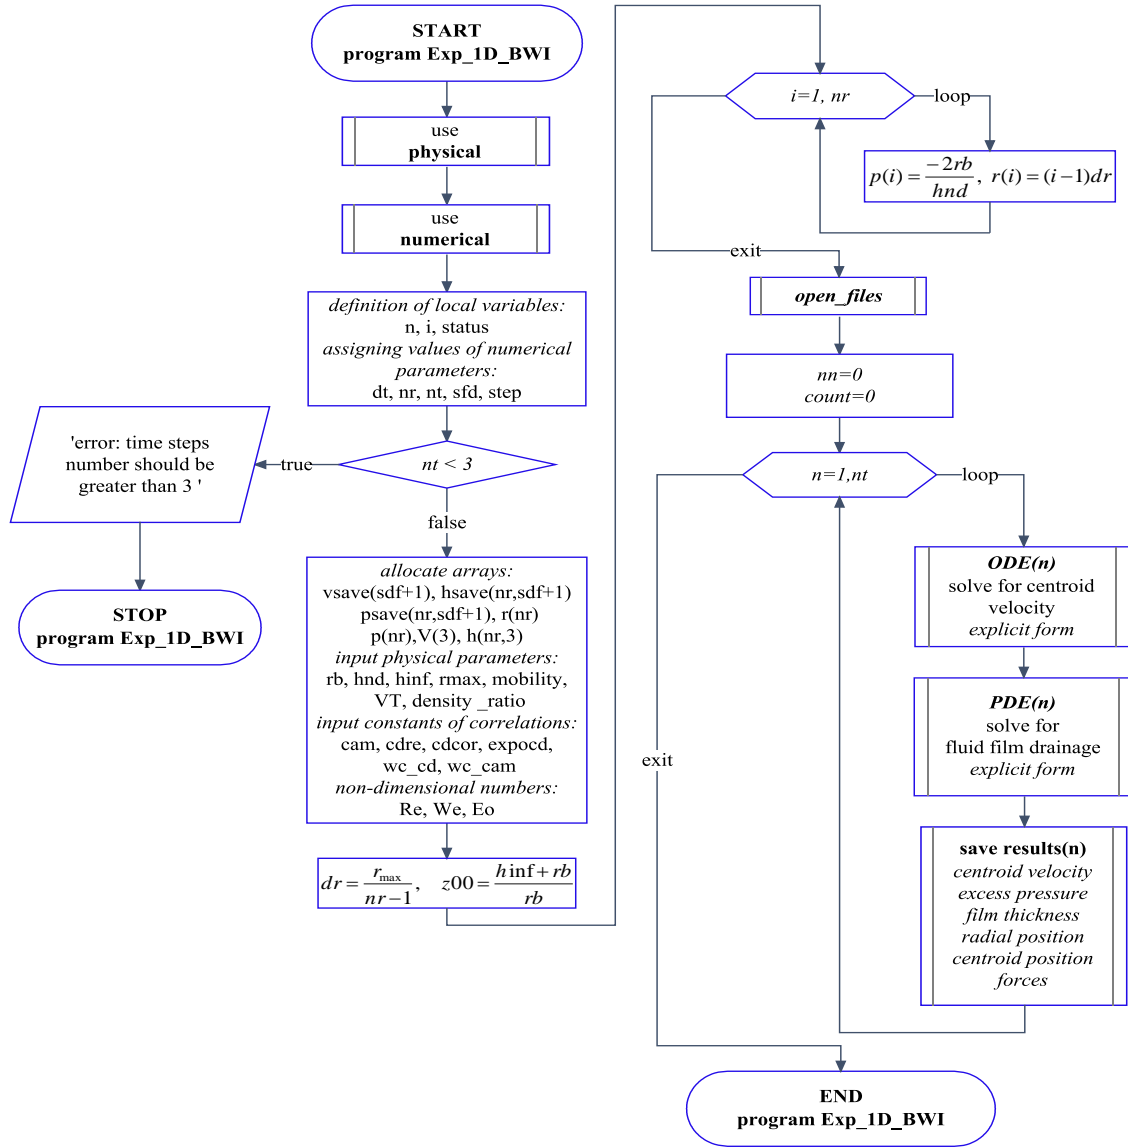 START
program Exp_1D_BWI
use
physical
use
numerical
definition of local variables:
n, i, status
assigning values of numerical
parameters:
dt, nr, nt, sfd, step
nt < 3
true
'error: time steps
number should be
greater than 3 '
STOP
program Exp_1D_BWI
false
allocate arrays:
vsave(sdf+1), hsave(nr,sdf+1)
psave(nr,sdf+1), r(nr)
p(nr),V(3), h(nr,3)
input physical parameters:
rb, hnd, hinf, rmax, mobility,
VT, density _ratio
input constants of correlations:
cam, cdre, cdcor, expocd,
wc_cd, wc_cam
non-dimensional numbers:
Re, We, Eo
dr = r_max / (nr−1), z00 = (h inf+ rb) / rb
i=1, nr
loop
p(i) = −2rb / hnd, r(i) = (i−1)dr
exit
open_files
nn=0
count=0
n=1,nt
loop
ODE(n)
solve for centroid
velocity
explicit form
PDE(n)
solve for
fluid film drainage
explicit form
save results(n)
centroid velocity
excess pressure
film thickness
radial position
centroid position
forces
exit
END
program Exp_1D_BWI